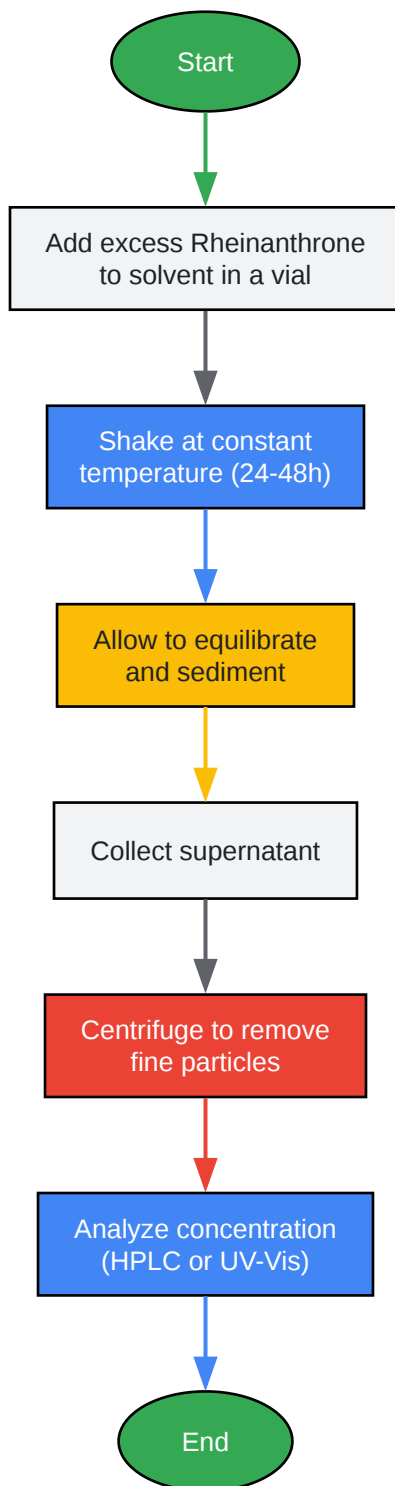 Start
Add excess Rheinanthrone
to solvent in a vial
Shake at constant
temperature (24-48h)
Allow to equilibrate
and sediment
Collect supernatant
Centrifuge to remove
fine particles
Analyze concentration
(HPLC or UV-Vis)
End